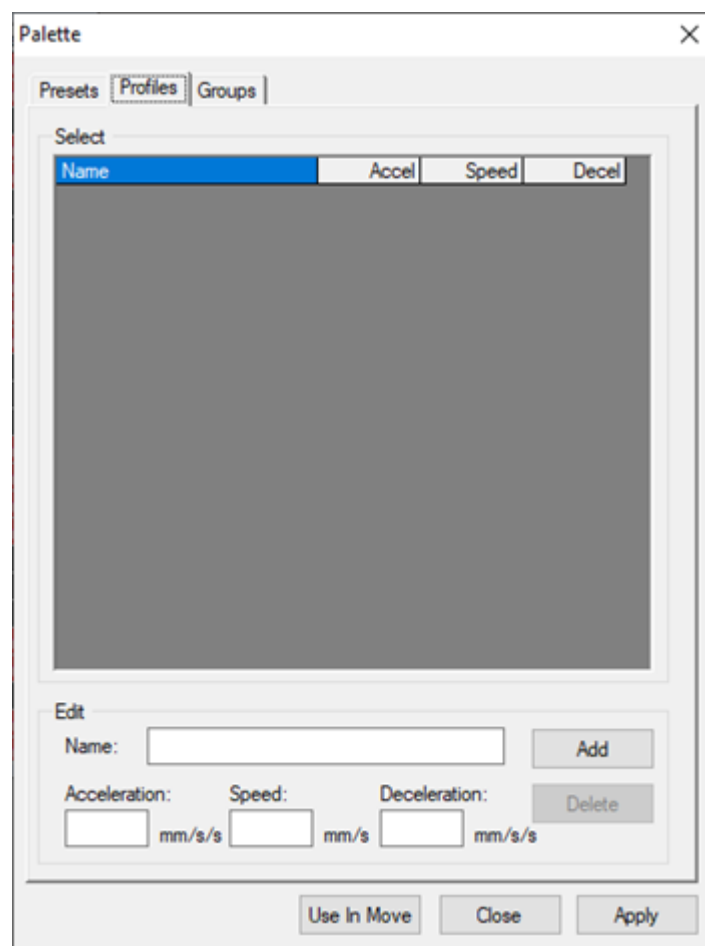 Palette
Presets Profiles Groups
Select
Name Accel Speed Decel
Edit
Name: Add
Acceleration: Speed: Deceleration: Delete
mm/s/s mm/s mm/s/s
Use In Move Close Apply